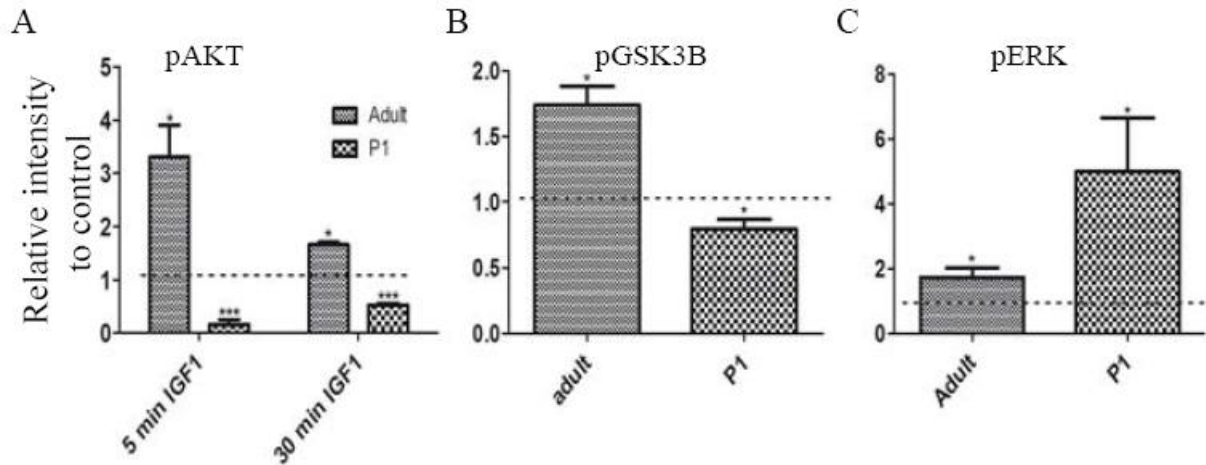 A
pAKT
Relative intensity
to control
5
4
3
2
1
0
*
***
*
***
Adult
P1
5 min IGF1
30 min IGF1
B
pGSK3B
2.0
1.5
1.0
0.5
0.0
*
*
adult
P1
C
pERK
8
6
4
2
0
*
*
Adult
P1